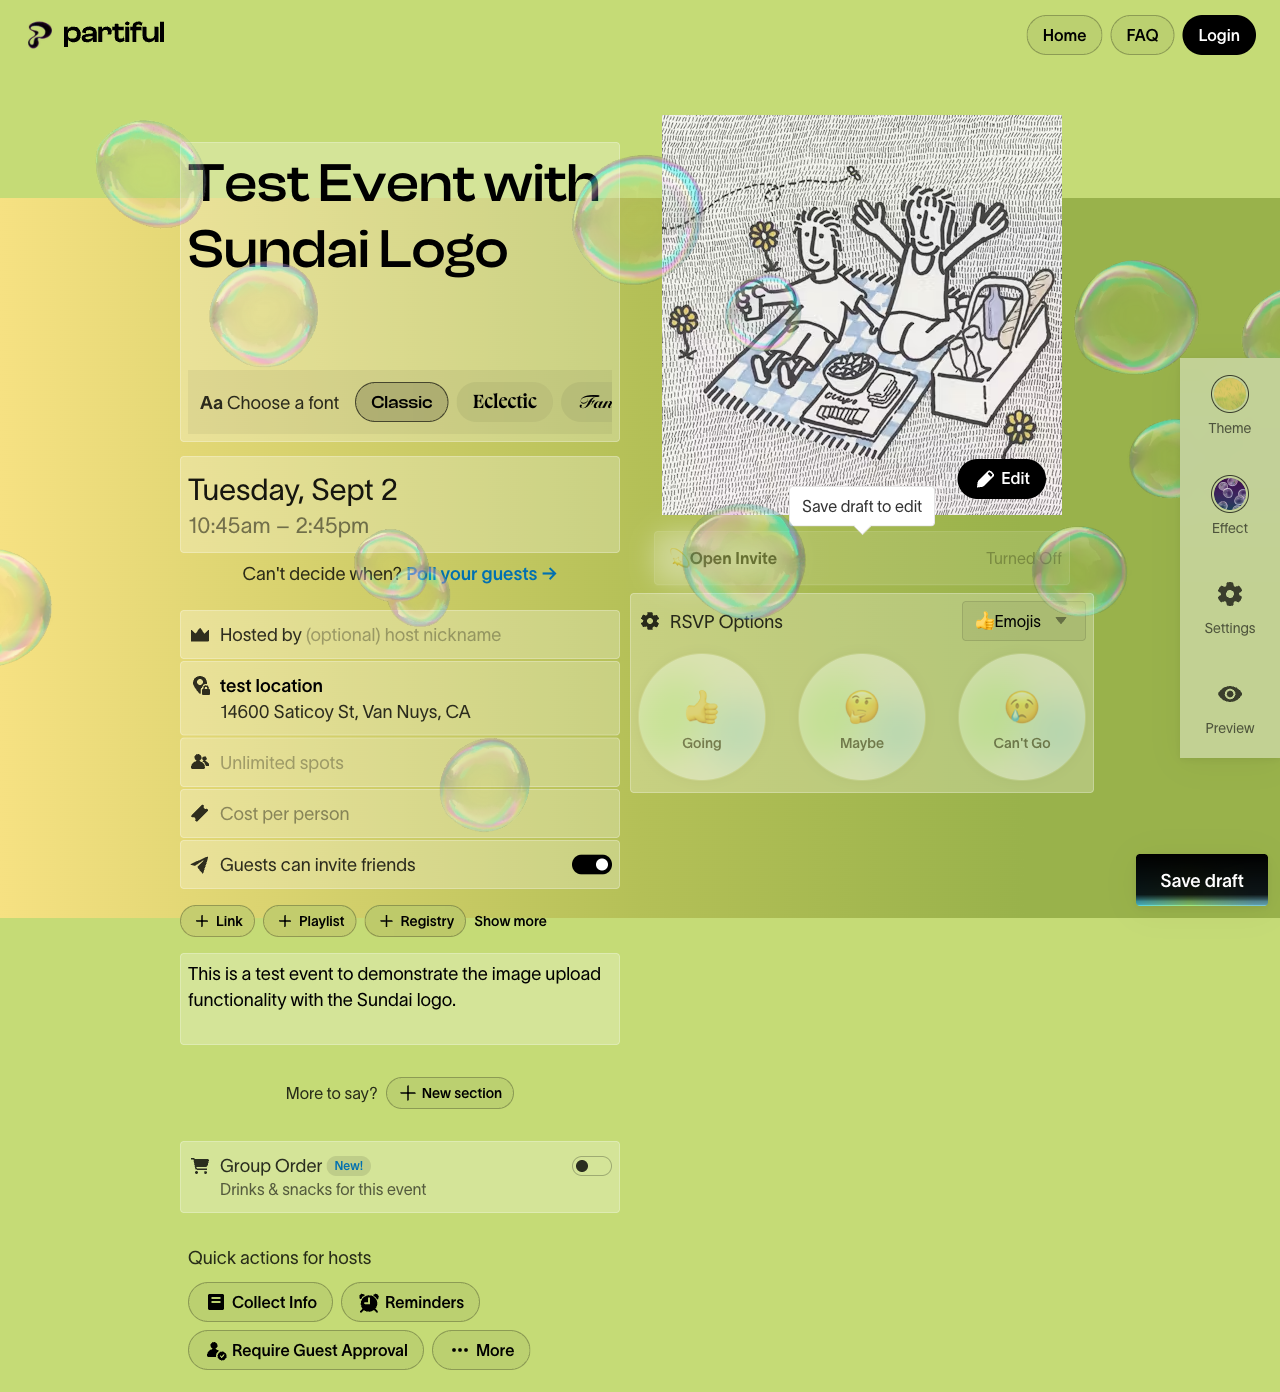 partiful
Home
FAQ
Login
Test Event with
Sundai Logo
Aa Choose a font
Classic
Eclectic
Edit
Save draft to edit
Tuesday, Sept 2
10:45am – 2:45pm
Can't decide when? Poll your guests →
Open Invite
Turned Off
RSVP Options
👍Emojis
Going
Maybe
Can't Go
Hosted by (optional) host nickname
test location
14600 Saticoy St, Van Nuys, CA
Unlimited spots
Cost per person
Guests can invite friends
+ Link
+ Playlist
+ Registry
Show more
This is a test event to demonstrate the image upload
functionality with the Sundai logo.
More to say?
+ New section
Group Order New!
Drinks & snacks for this event
Quick actions for hosts
Collect Info
Reminders
Require Guest Approval
More
Theme
Effect
Settings
Preview
Save draft